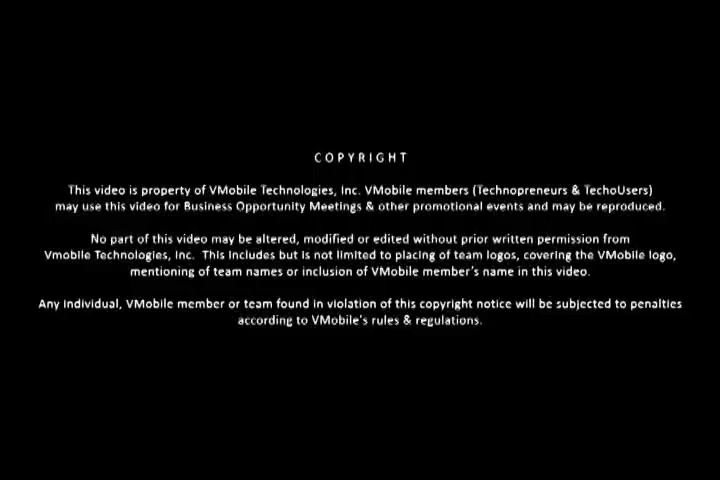 COPYRIGHT
This video is property of VMobile Technologies, Inc. VMobile members (Technopreneurs & TechoUsers)
may use this video for Business Opportunity Meetings & other promotional events and may be reproduced.
No part of this video may be altered, modified or edited without prior written permission from
Vmobile Technologies, Inc. This includes but is not limited to placing of team logos, covering the VMobile logo,
mentioning of team names or inclusion of VMobile member's name in this video.
Any individual, VMobile member or team found in violation of this copyright notice will be subjected to penalties
according to VMobile's rules & regulations.